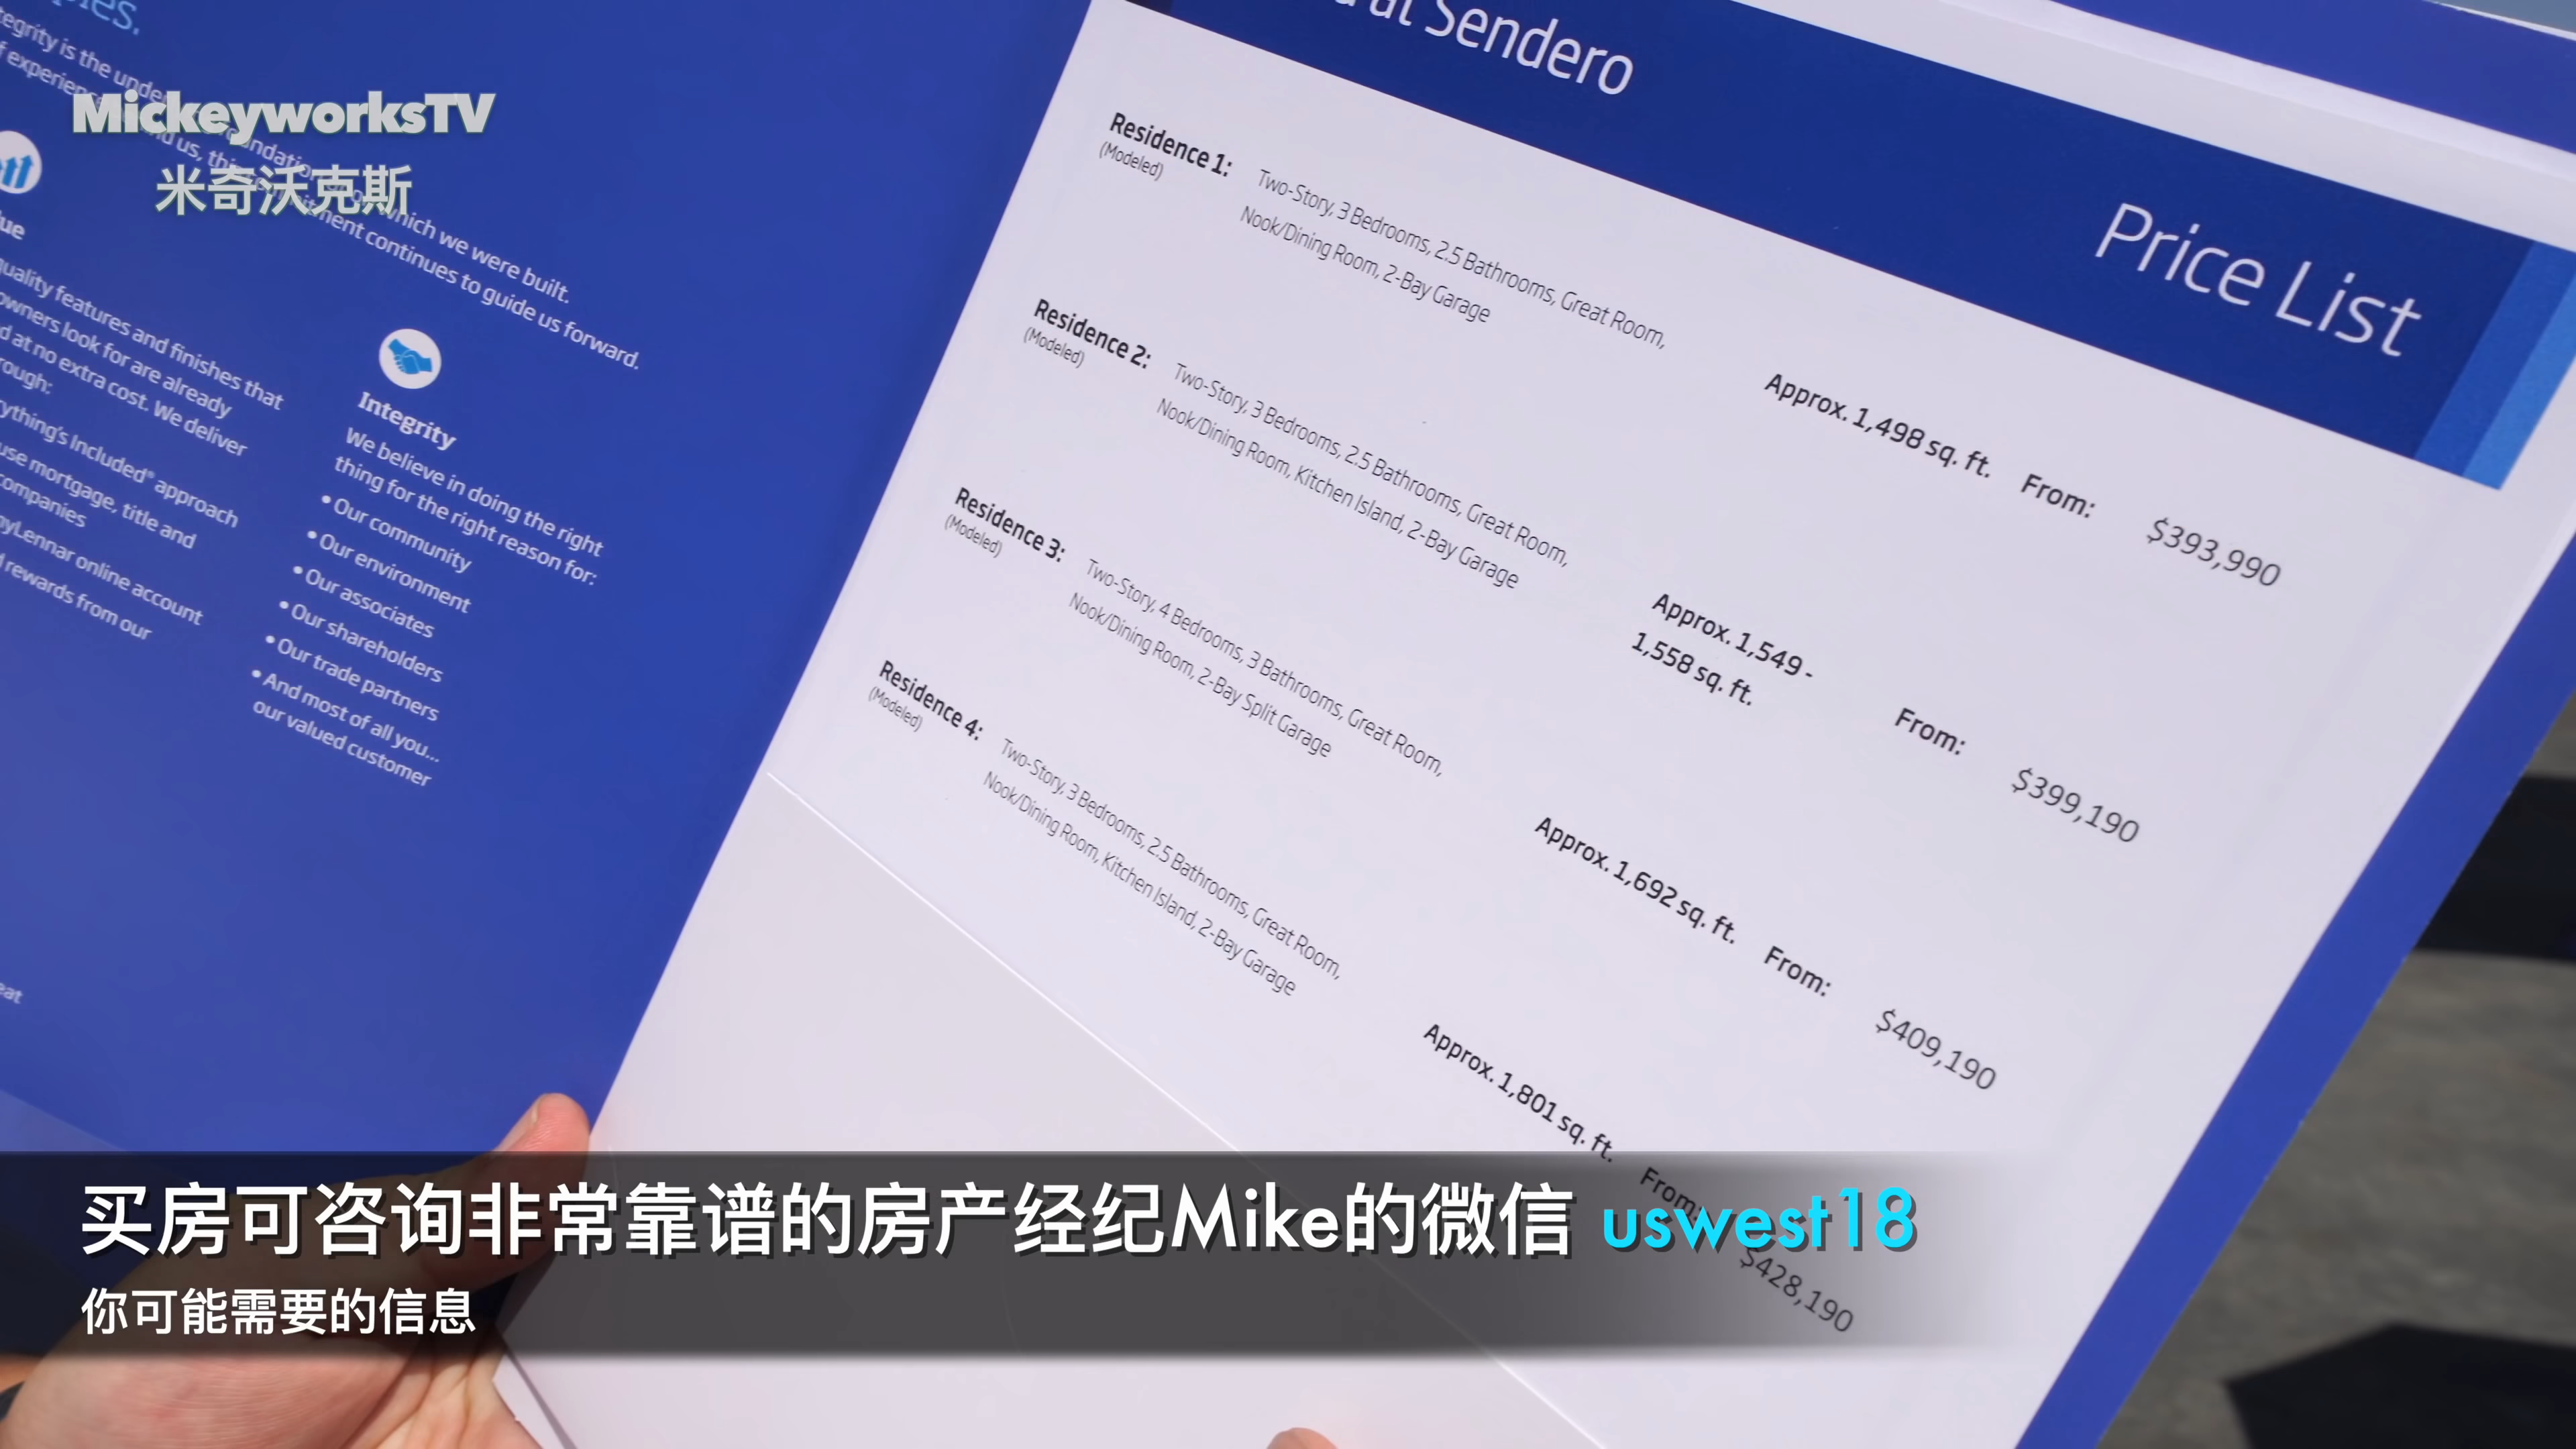 MickeyworksTV
米奇沃克斯
which we were built.
continues to guide us forward.
quality features and finishes that
owners look for are already
at no extra cost. We deliver
Included® approach
use mortgage, title and
companies
myLennar online account
rewards from our
Integrity
We believe in doing the right
thing for the right reason for:
• Our community
• Our environment
• Our associates
• Our shareholders
• Our trade partners
• And most of all you...
our valued customer
at Sendero
Price List
Residence 1:
(Modeled)
Two-Story, 3 Bedrooms, 2.5 Bathrooms, Great Room,
Nook/Dining Room, 2-Bay Garage
Approx. 1,498 sq. ft. From: $393,990
Residence 2:
(Modeled)
Two-Story, 3 Bedrooms, 2.5 Bathrooms, Great Room,
Nook/Dining Room, Kitchen Island, 2-Bay Garage
Approx. 1,549 -
1,558 sq. ft.
From: $399,190
Residence 3:
(Modeled)
Two-Story, 4 Bedrooms, 3 Bathrooms, Great Room,
Nook/Dining Room, 2-Bay Split Garage
Approx. 1,692 sq. ft. From: $409,190
Residence 4:
(Modeled)
Two-Story, 3 Bedrooms, 2.5 Bathrooms, Great Room,
Nook/Dining Room, Kitchen Island, 2-Bay Garage
Approx. 1,801 sq. ft. From: $428,190
买房可咨询非常靠谱的房产经纪Mike的微信 uswest18
你可能需要的信息